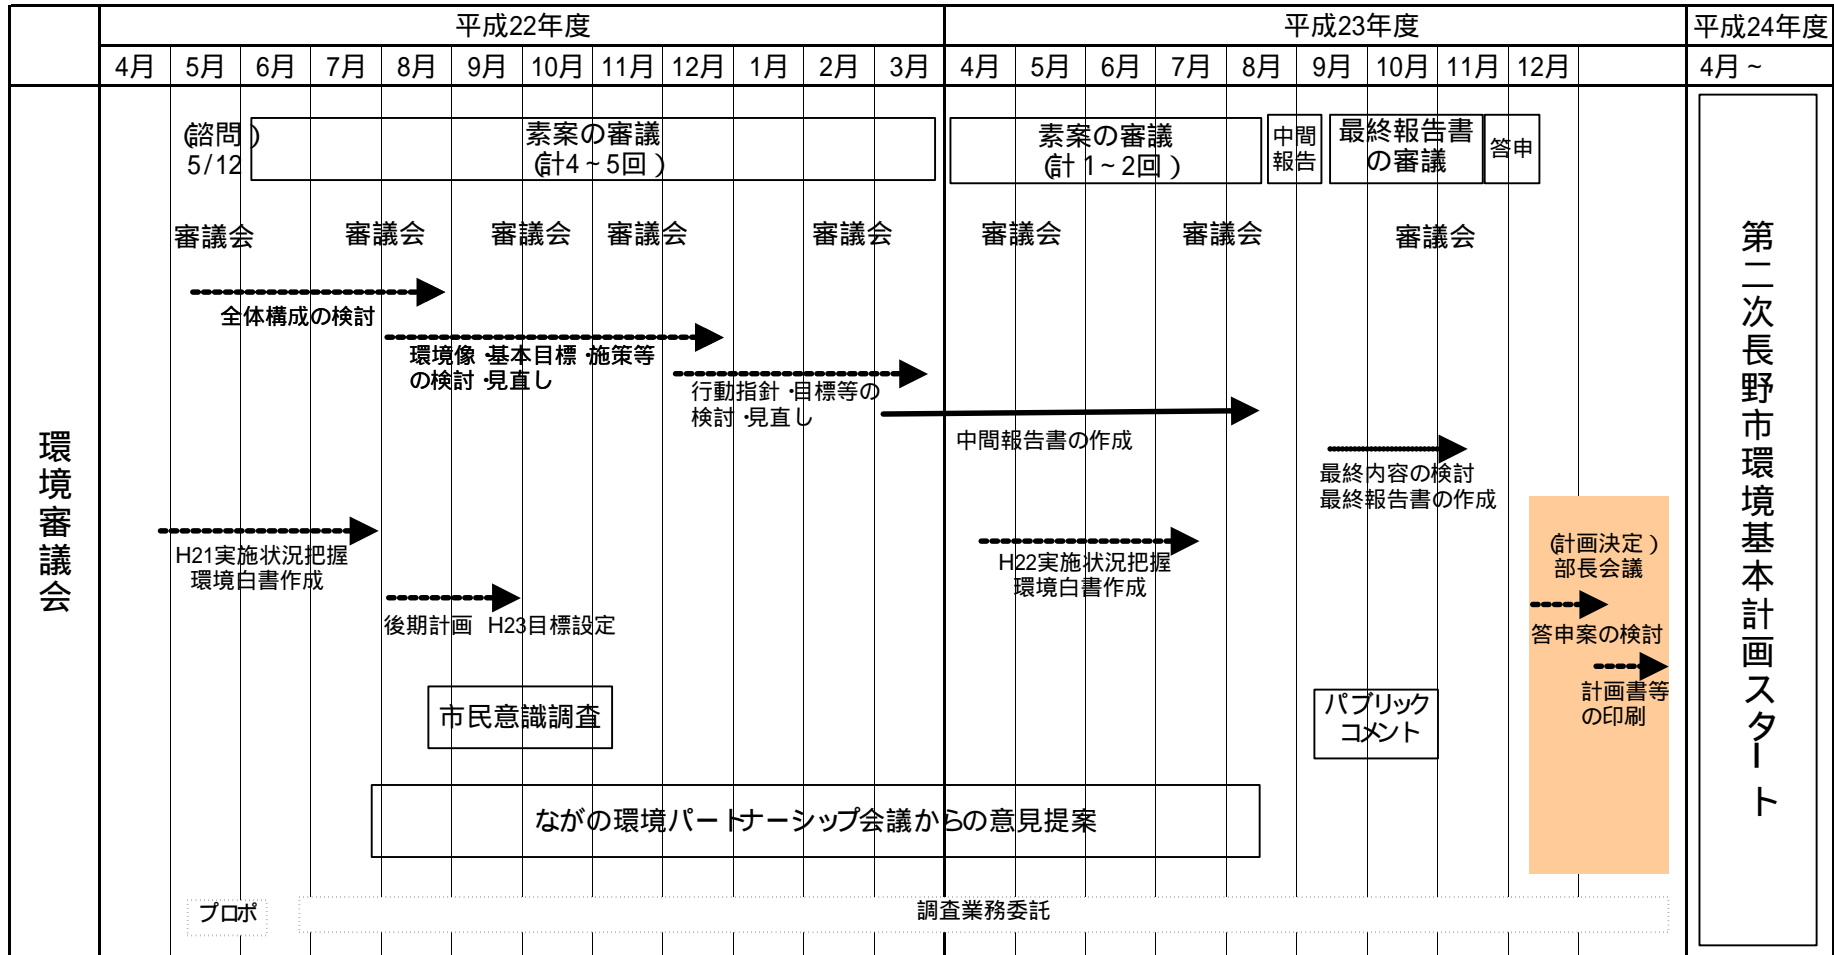 平成22年度 平成23年度 平成24年度
4月 5月 6月 7月 8月 9月 10月 11月 12月 1月 2月 3月 4月 5月 6月 7月 8月 9月 10月 11月 12月 4月～
環境審議会
(諮問)
5/12
素案の審議
(計4～5回)
素案の審議
(計1～2回)
中間
報告
最終報告書
の審議
答申
審議会 審議会 審議会 審議会 審議会 審議会 審議会 審議会
全体構成の検討
環境像・基本目標・施策等
の検討・見直し
行動指針・目標等の
検討・見直し
中間報告書の作成
最終内容の検討
最終報告書の作成
H21実施状況把握
環境白書作成
H22実施状況把握
環境白書作成
(計画決定)
部長会議
後期計画 H23目標設定
答申案の検討
計画書等
の印刷
市民意識調査
パブリック
コメント
ながの環境パートナーシップ会議からの意見提案
プロポ
調査業務委託
第二次長野市環境基本計画スタート